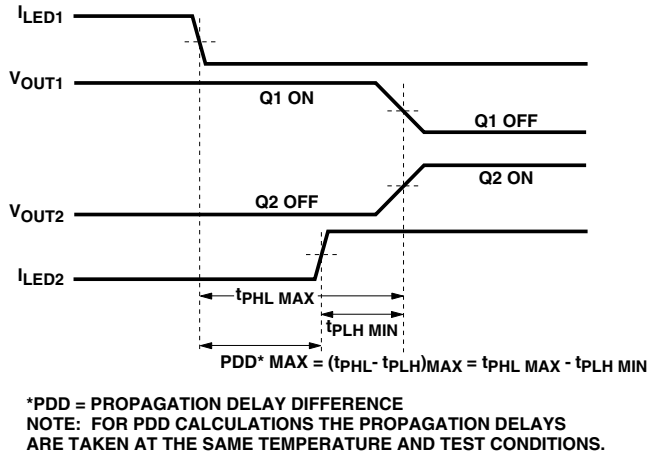 ILED1
VOUT1
Q1 ON
Q1 OFF
Q2 ON
Q2 OFF
VOUT2
ILED2
tPHL MAX
tPLH MIN
PDD* MAX = (tPHL- tPLH)MAX = tPHL MAX - tPLH MIN
*PDD = PROPAGATION DELAY DIFFERENCE
NOTE: FOR PDD CALCULATIONS THE PROPAGATION DELAYS
ARE TAKEN AT THE SAME TEMPERATURE AND TEST CONDITIONS.